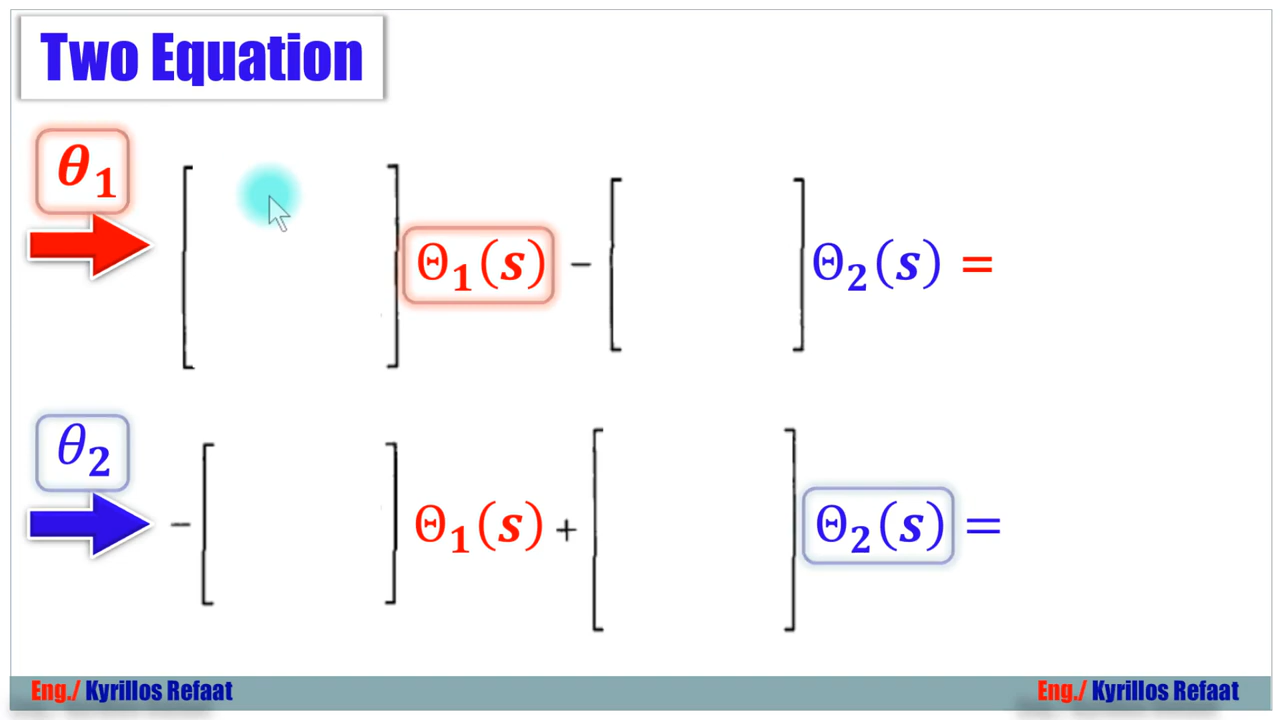 Two Equation
θ₁
[ ] Θ₁(s) − [ ] Θ₂(s) =
θ₂
− [ ] Θ₁(s) + [ ] Θ₂(s) =
Eng./ Kyrillos Refaat
Eng./ Kyrillos Refaat